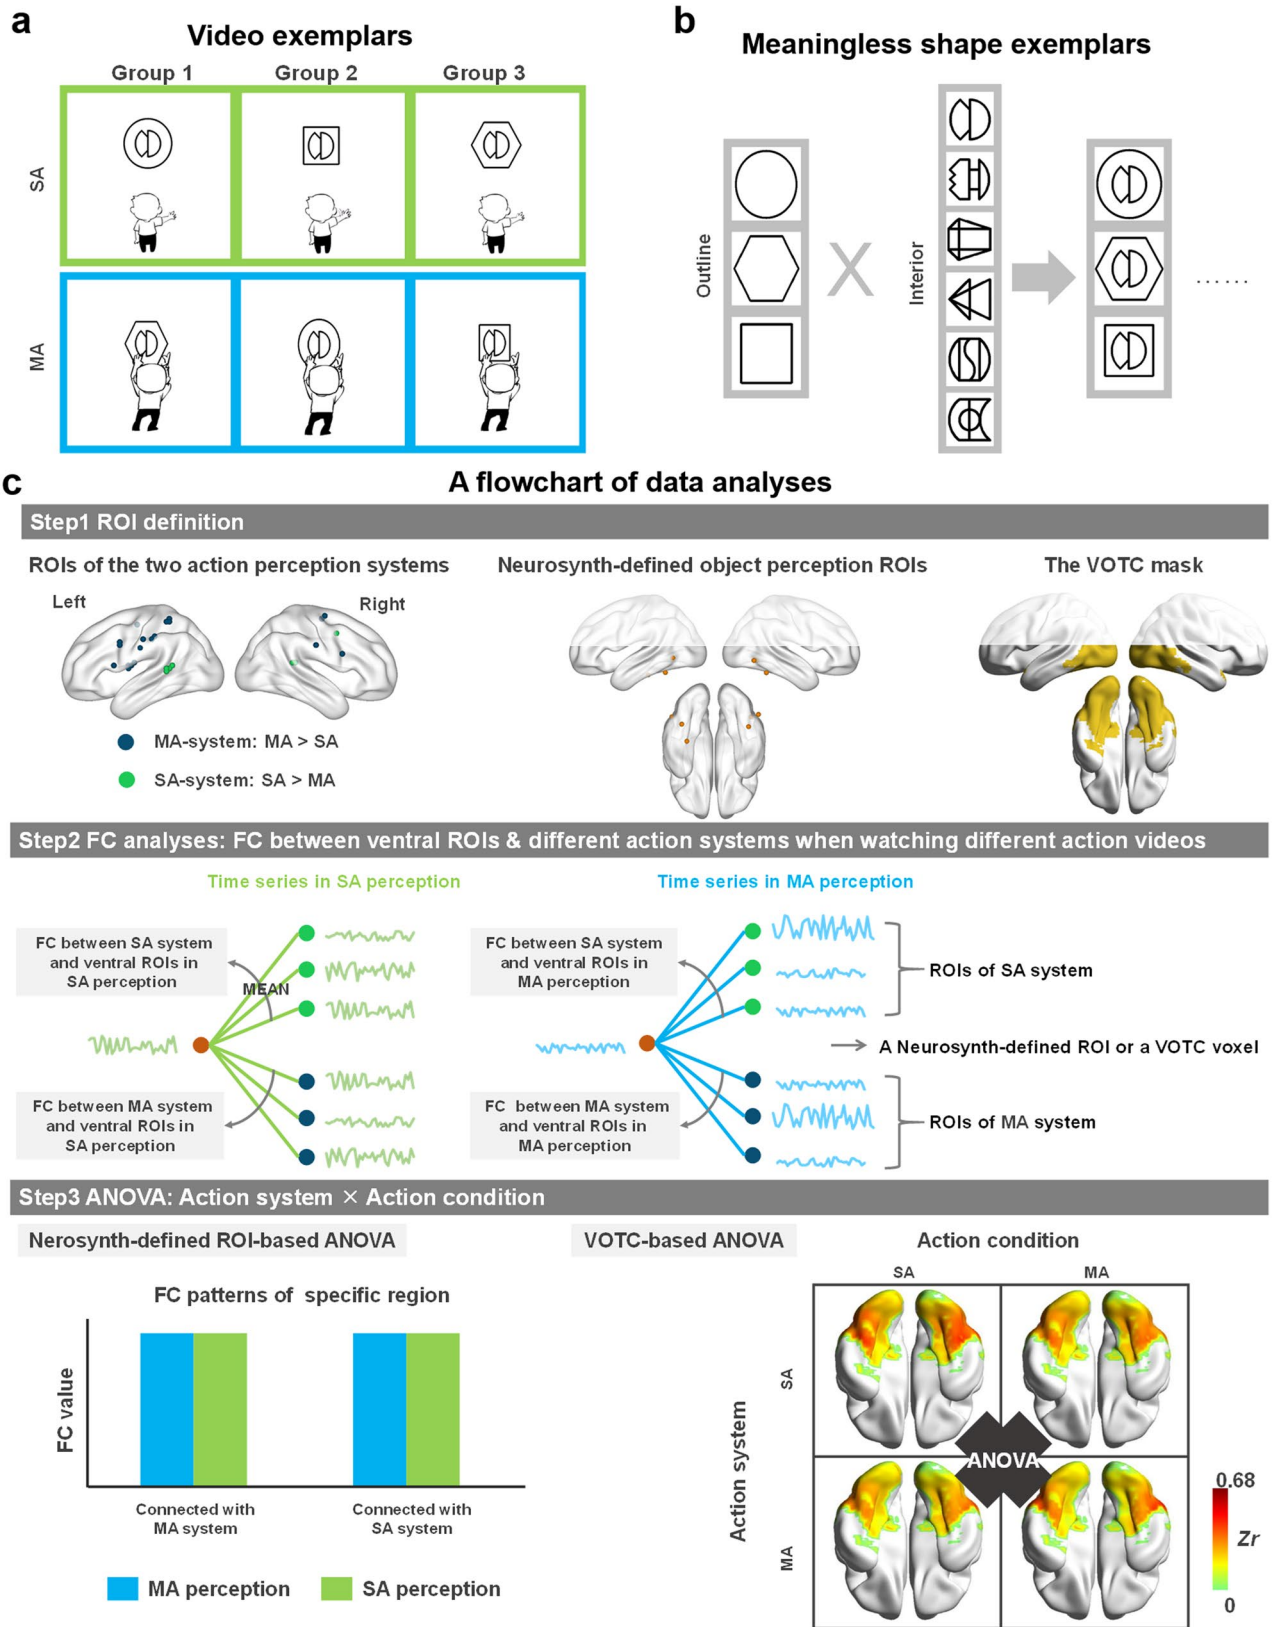 a
Video exemplars
Group 1
Group 2
Group 3
SA
MA
b
Meaningless shape exemplars
Outline
X
Interior
......
c
A flowchart of data analyses
Step1 ROI definition
ROIs of the two action perception systems
Left
Right
MA-system: MA > SA
SA-system: SA > MA
Neurosynth-defined object perception ROIs
The VOTC mask
Step2 FC analyses: FC between ventral ROIs & different action systems when watching different action videos
Time series in SA perception
FC between SA system
and ventral ROIs in
SA perception
MEAN
FC between MA system
and ventral ROIs in
SA perception
Time series in MA perception
FC between SA system
and ventral ROIs in
MA perception
FC between MA system
and ventral ROIs in
MA perception
ROIs of SA system
A Neurosynth-defined ROI or a VOTC voxel
ROIs of MA system
Step3 ANOVA: Action system × Action condition
Nerosynth-defined ROI-based ANOVA
FC patterns of specific region
FC value
Connected with
MA system
Connected with
SA system
MA perception
SA perception
VOTC-based ANOVA
Action condition
SA
MA
Action system
SA
MA
ANOVA
0.68
Zr
0